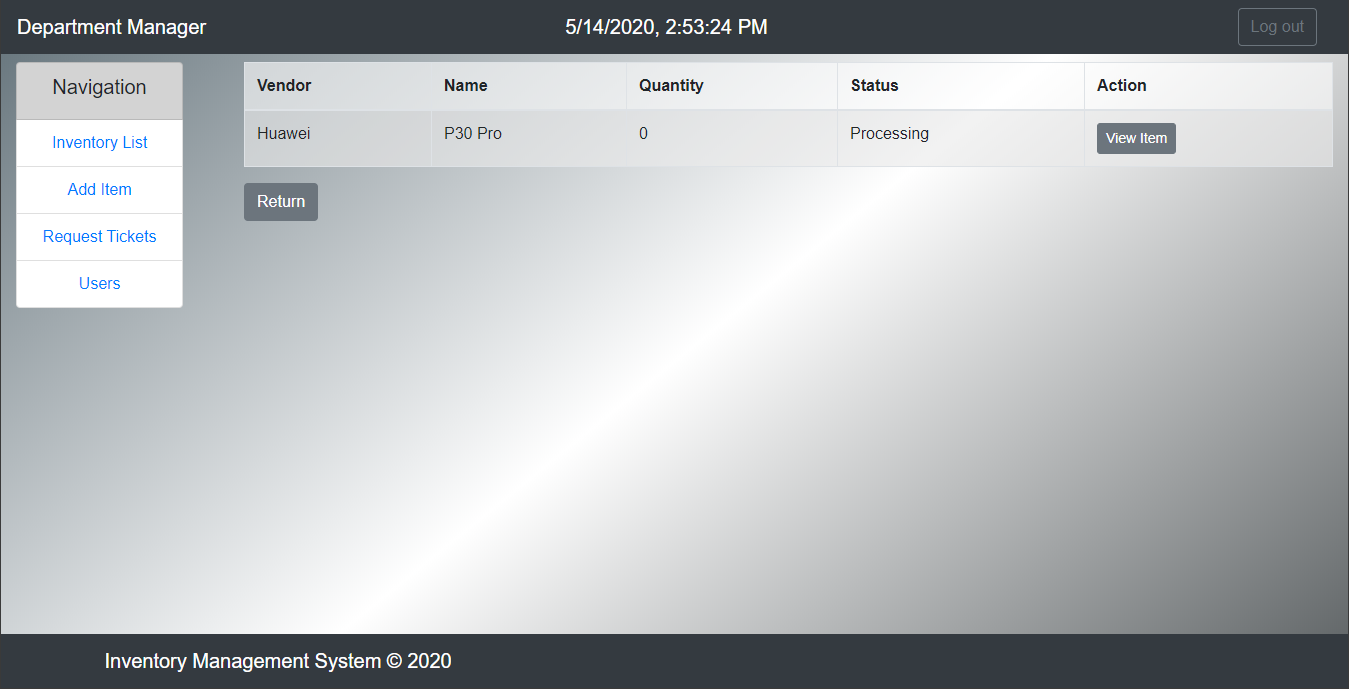 Department Manager 5/14/2020, 2:53:24 PM Log out
Navigation
Inventory List
Add Item
Request Tickets
Users
Vendor Name Quantity Status Action
Huawei P30 Pro 0 Processing View Item
Return
Inventory Management System © 2020